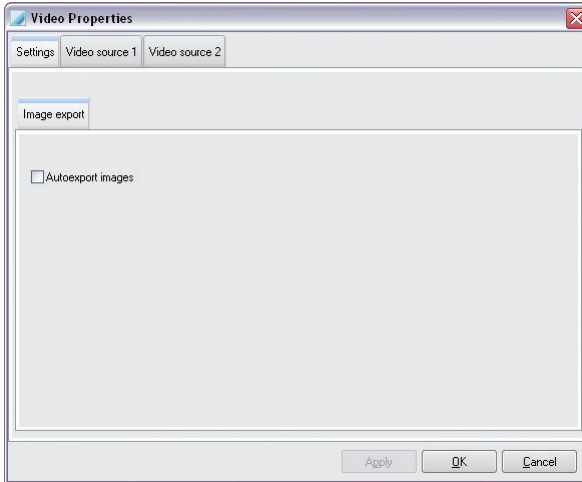 Video Properties
Settings Video source 1 Video source 2
Image export
Autoexport images
Apply OK Cancel